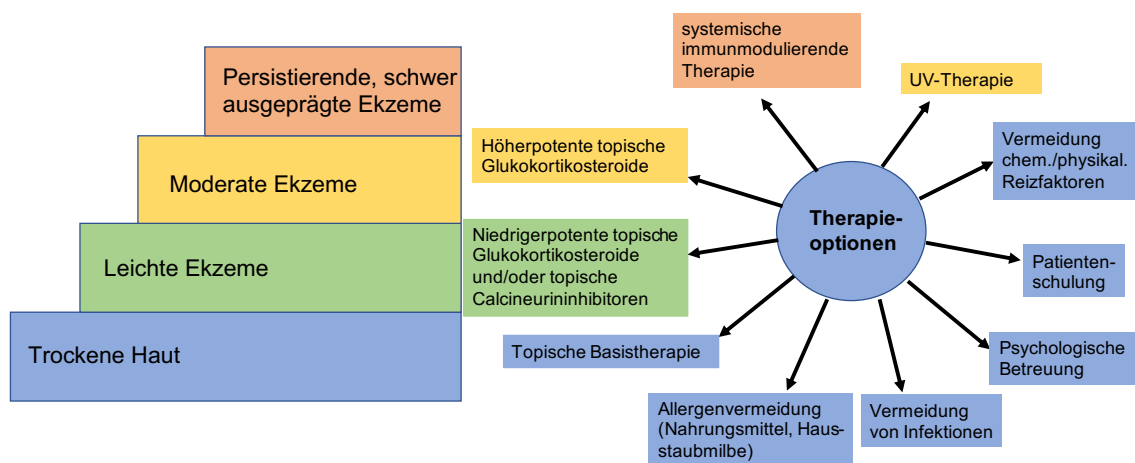 Persistierende, schwer
ausgeprägte Ekzeme
Moderate Ekzeme
Leichte Ekzeme
Trockene Haut
systemische
immunmodulierende
Therapie
UV-Therapie
Höherpotente topische
Glukokortikosteroide
Vermeidung
chem./physikal.
Reizfaktoren
Therapie-
optionen
Niedrigerpotente topische
Glukokortikosteroide
und/oder topische
Calcineurininhibitoren
Patienten-
schulung
Topische Basistherapie
Psychologische
Betreuung
Allergenvermeidung
(Nahrungsmittel, Haus-
staubmilbe)
Vermeidung
von Infektionen